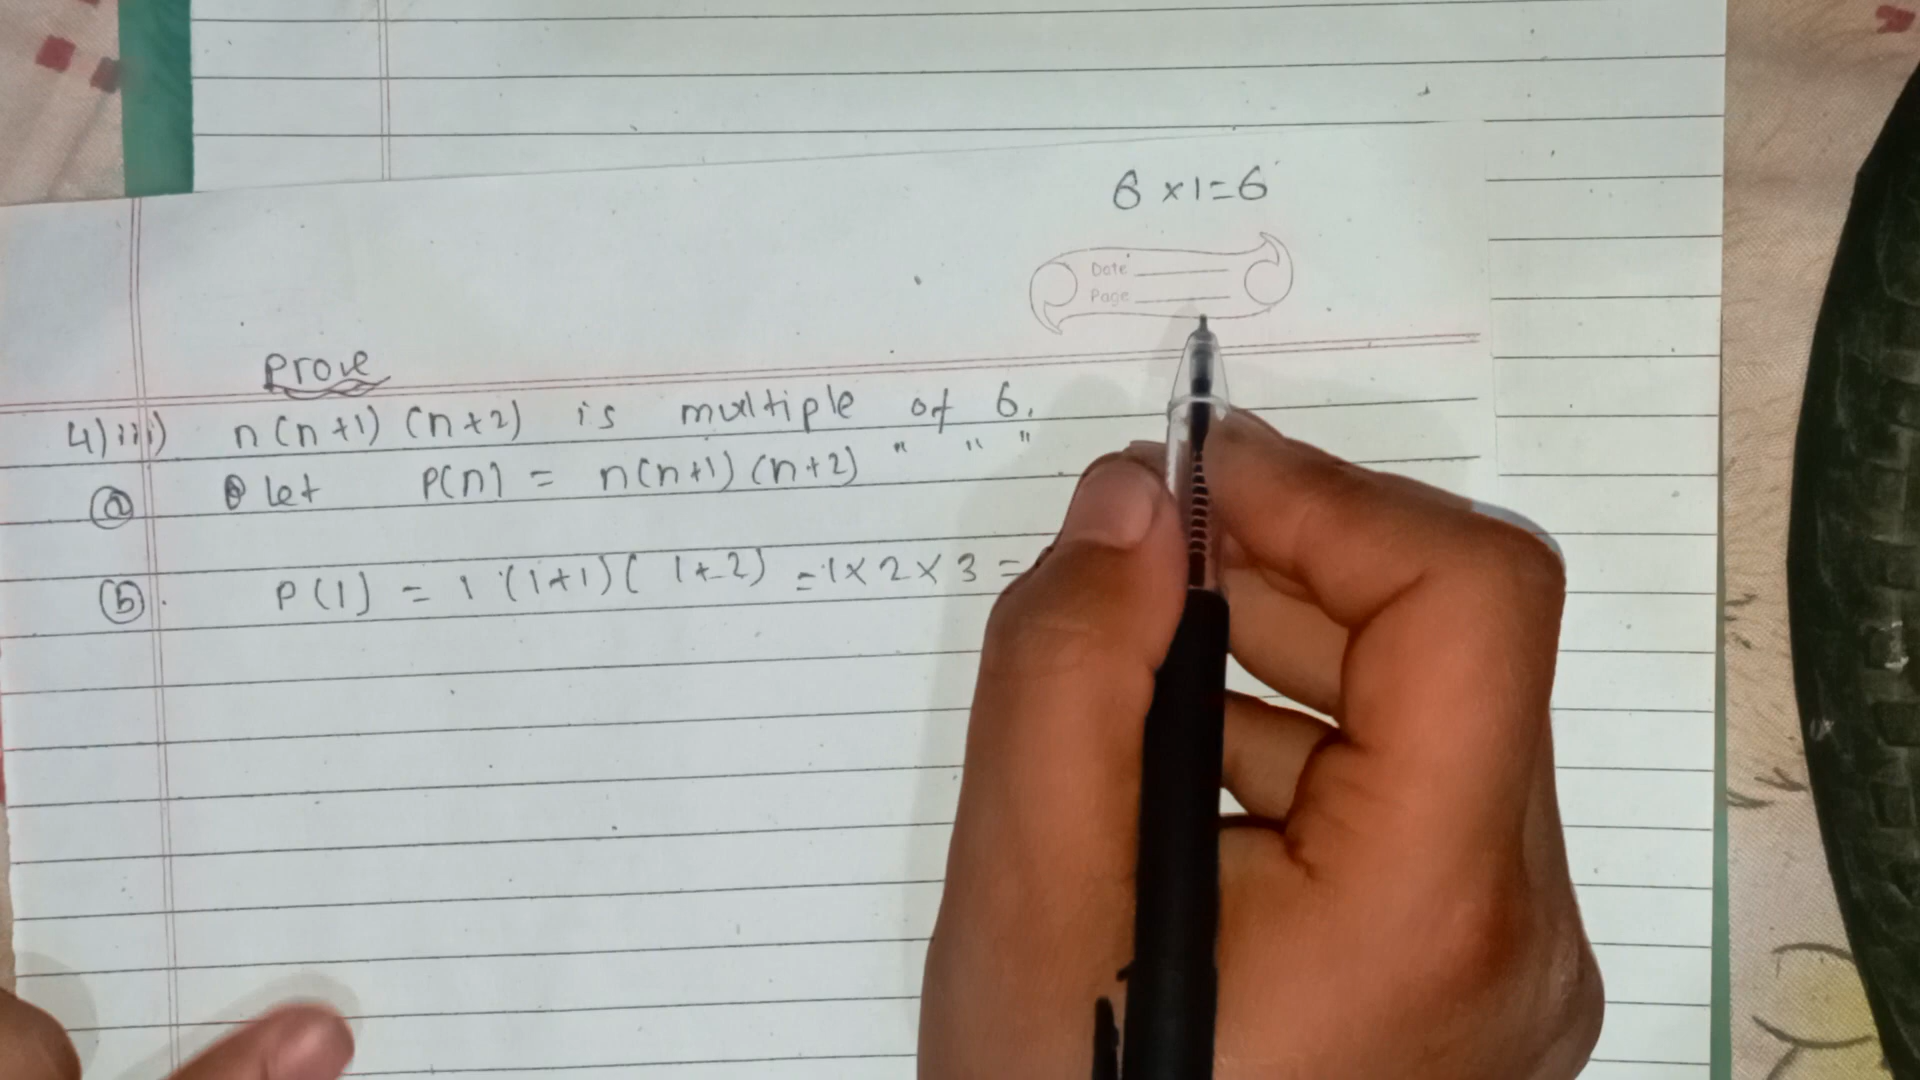 6 × 1 = 6
Date
Page
Prove
4) iii) n(n+1) (n+2) is multiple of 6.
(a) Let P(n) = n(n+1) (n+2) " " "
(b). P(1) = 1 (1+1) ( 1+2) = 1 × 2 × 3 =